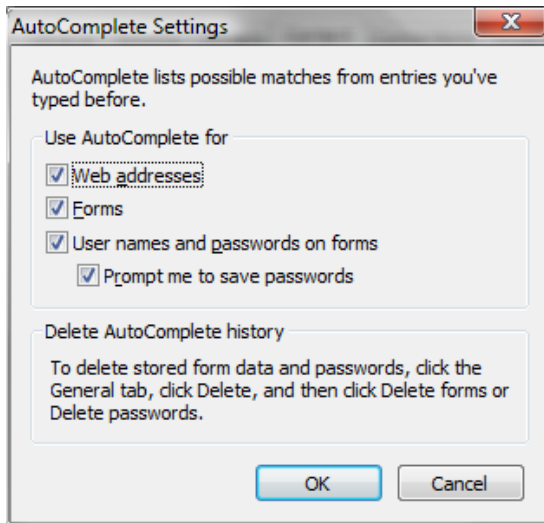 AutoComplete Settings
AutoComplete lists possible matches from entries you've
typed before.
Use AutoComplete for
Web addresses
Forms
User names and passwords on forms
Prompt me to save passwords
Delete AutoComplete history
To delete stored form data and passwords, click the
General tab, click Delete, and then click Delete forms or
Delete passwords.
OK Cancel